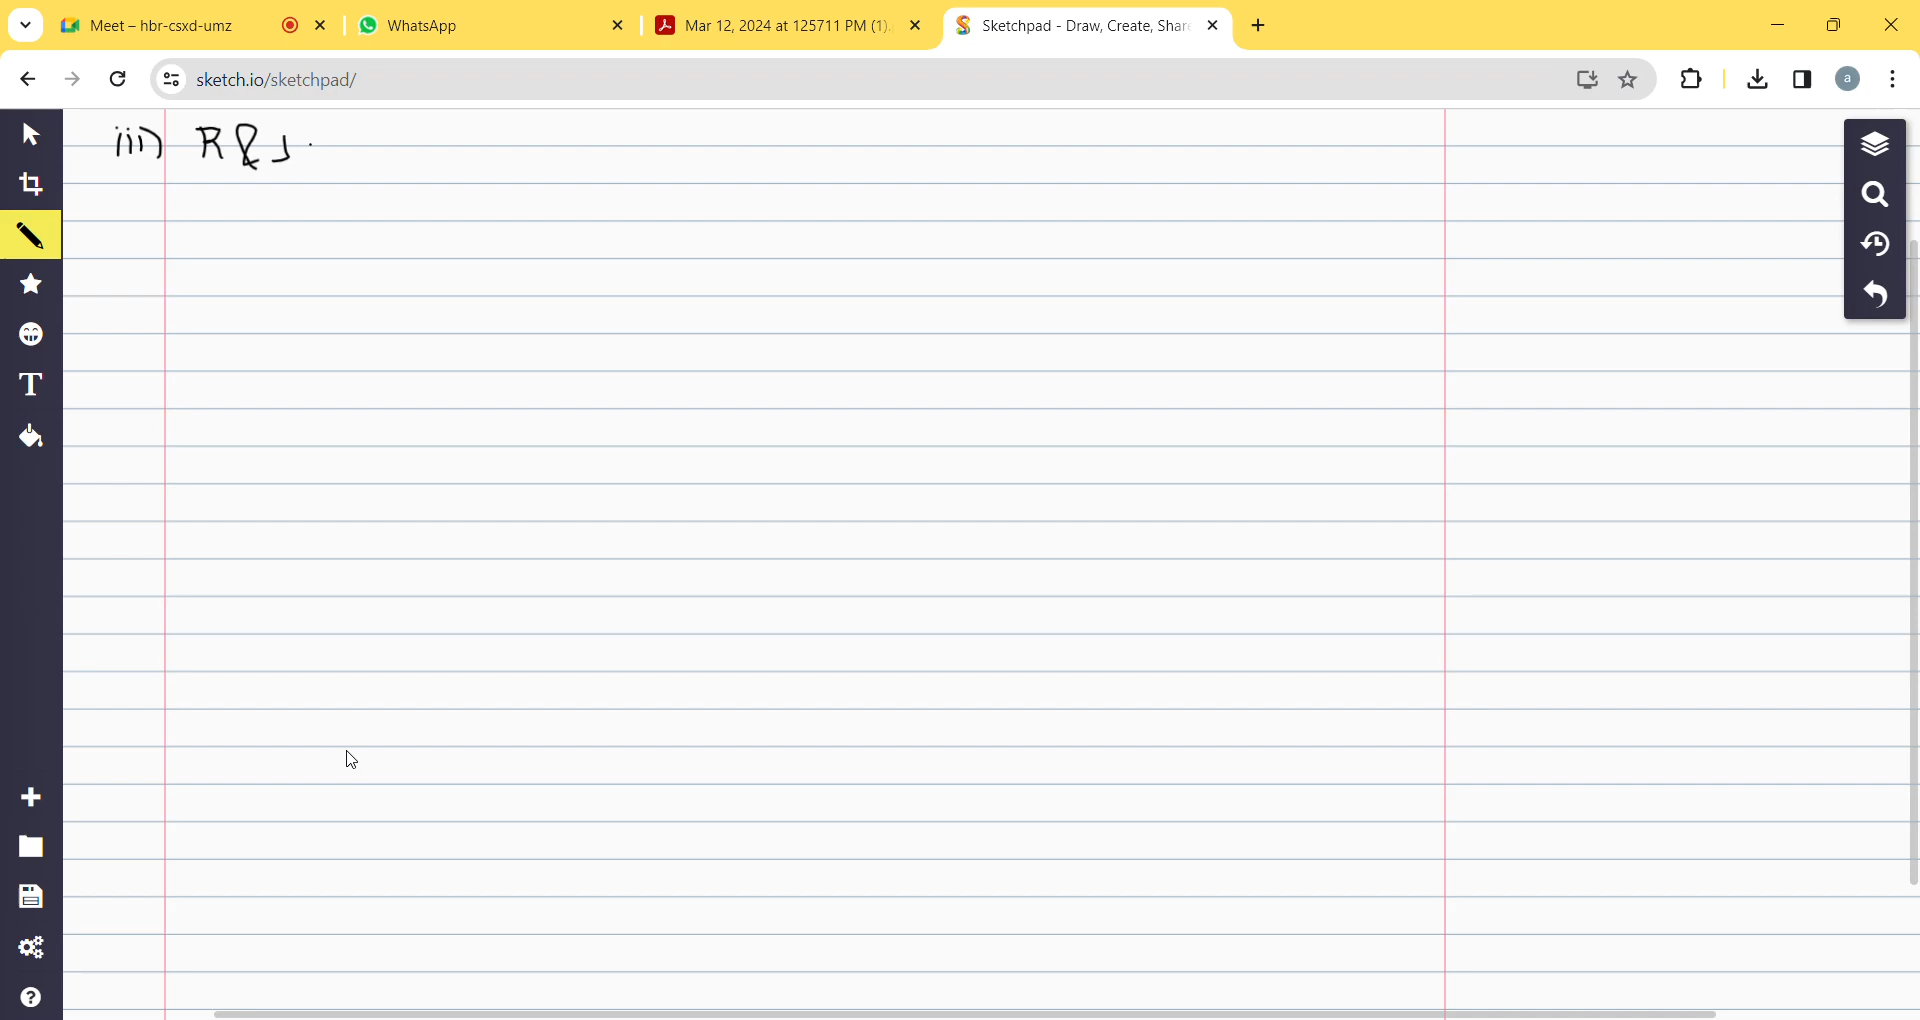 Meet – hbr-csxd-umz
WhatsApp
Mar 12, 2024 at 125711 PM (1).
Sketchpad - Draw, Create, Share
sketch.io/sketchpad/
a
iii) R & J .
T
?